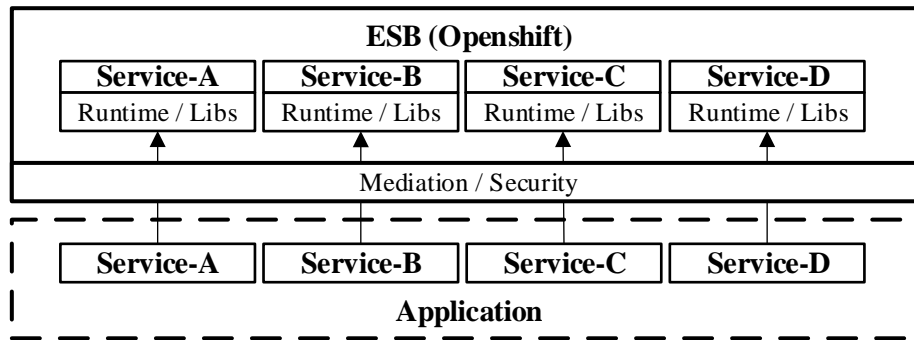 ESB (Openshift)
Service-A Service-B Service-C Service-D
Runtime / Libs Runtime / Libs Runtime / Libs Runtime / Libs
Mediation / Security
Service-A Service-B Service-C Service-D
Application